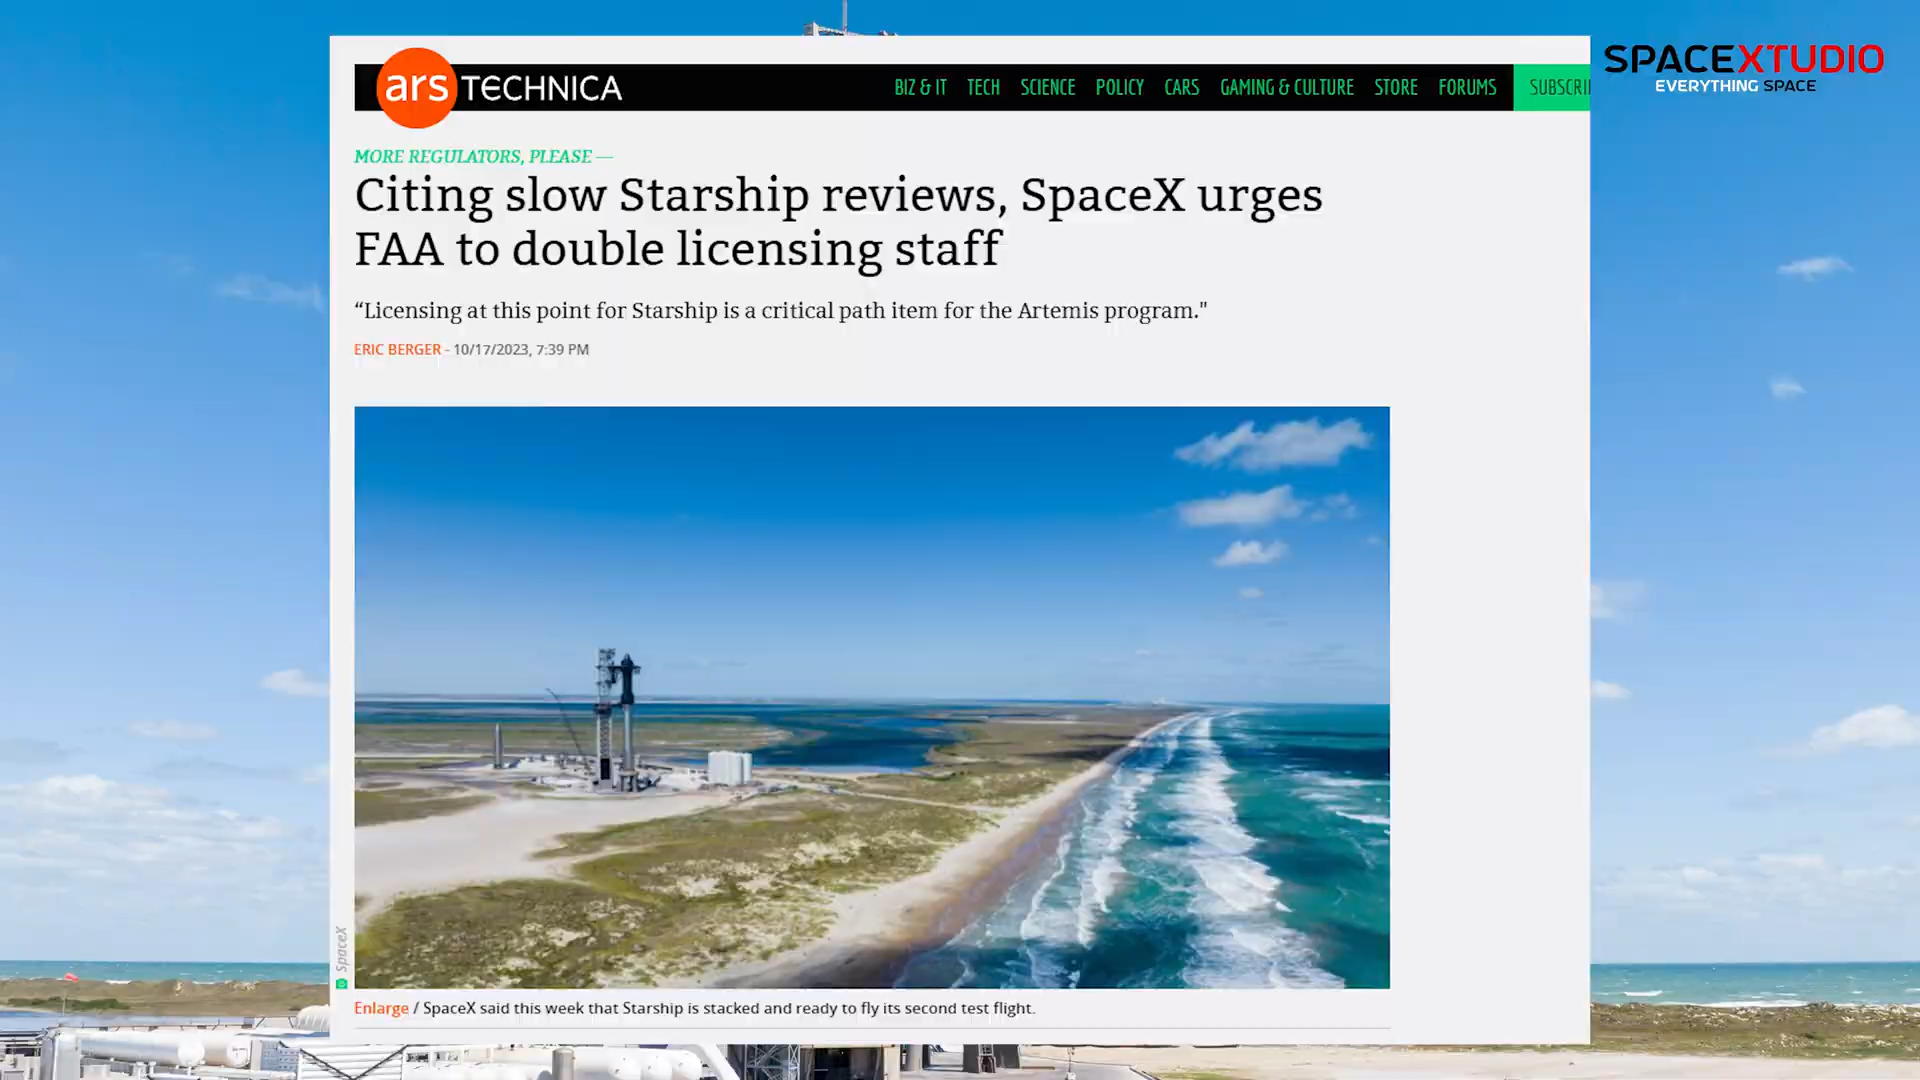 ars TECHNICA
BIZ & IT TECH SCIENCE POLICY CARS GAMING & CULTURE STORE FORUMS SUBSCRI
SPACEXTUDIO
EVERYTHING SPACE
MORE REGULATORS, PLEASE —
Citing slow Starship reviews, SpaceX urges
FAA to double licensing staff
“Licensing at this point for Starship is a critical path item for the Artemis program."
ERIC BERGER - 10/17/2023, 7:39 PM
SpaceX
Enlarge / SpaceX said this week that Starship is stacked and ready to fly its second test flight.